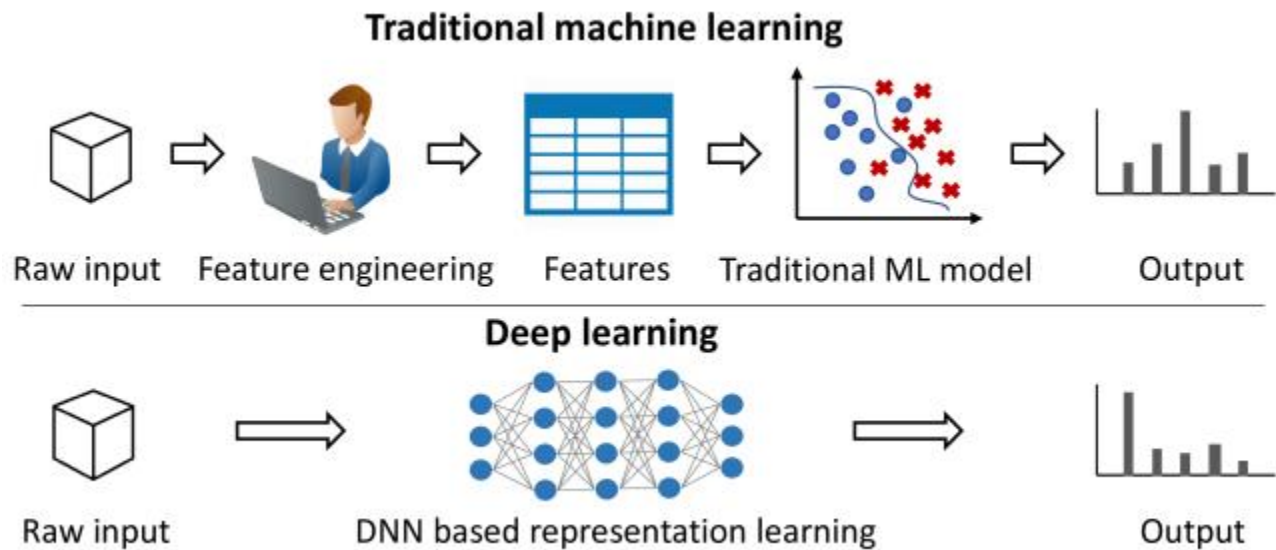 Traditional machine learning
Raw input
Feature engineering
Features
Traditional ML model
Output
Deep learning
Raw input
DNN based representation learning
Output